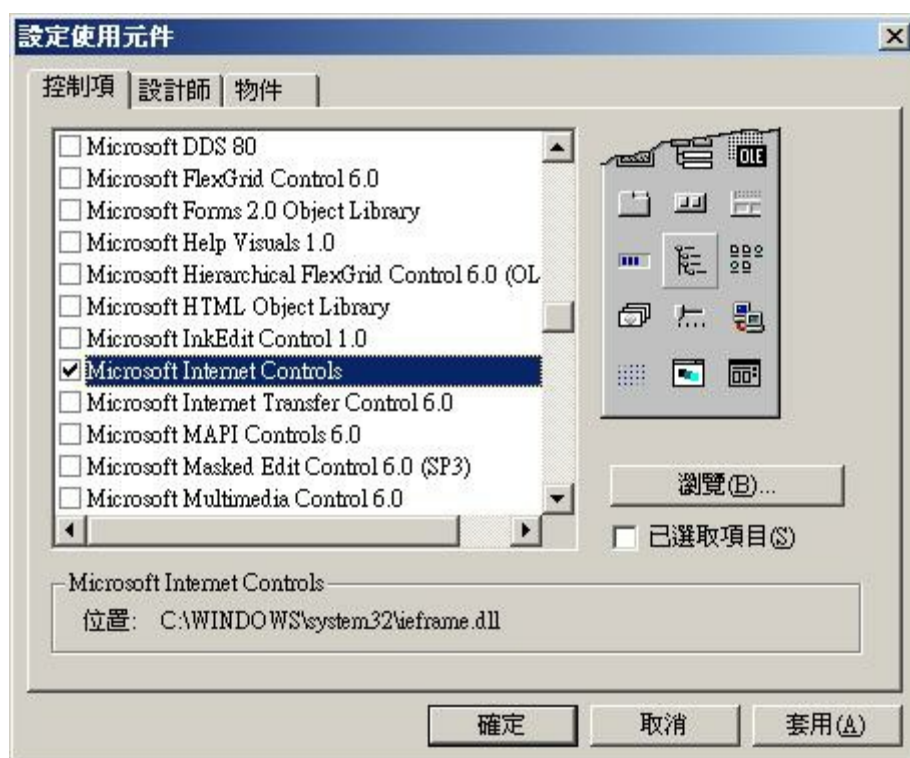 設定使用元件
控制項 設計師 物件
Microsoft DDS 80
Microsoft FlexGrid Control 6.0
Microsoft Forms 2.0 Object Library
Microsoft Help Visuals 1.0
Microsoft Hierarchical FlexGrid Control 6.0 (OL
Microsoft HTML Object Library
Microsoft InkEdit Control 1.0
Microsoft Internet Controls
Microsoft Internet Transfer Control 6.0
Microsoft MAPI Controls 6.0
Microsoft Masked Edit Control 6.0 (SP3)
Microsoft Multimedia Control 6.0
OLE
瀏覽(B)...
已選取項目(S)
Microsoft Internet Controls
位置: C:\WINDOWS\system32\ieframe.dll
確定 取消 套用(A)